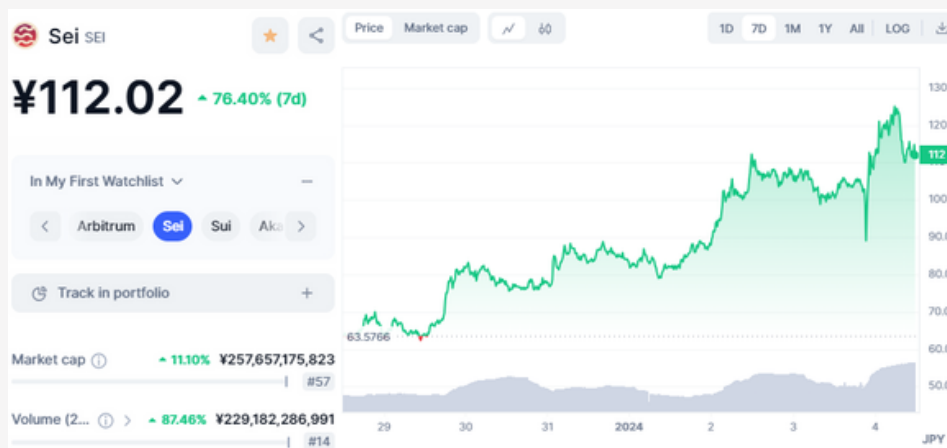 Sei SEI
¥112.02 76.40% (7d)
In My First Watchlist
Arbitrum Sei Sui Aka
Track in portfolio
Market cap 11.10% ¥257,657,175,823
#57
Volume (2... 87.46% ¥229,182,286,991
#14
Price Market cap
1D 7D 1M 1Y All LOG
130
120
112
100
90.0
80.0
70.0
63.5766
60.0
50.0
29 30 31 2024 2 3 4
JPY